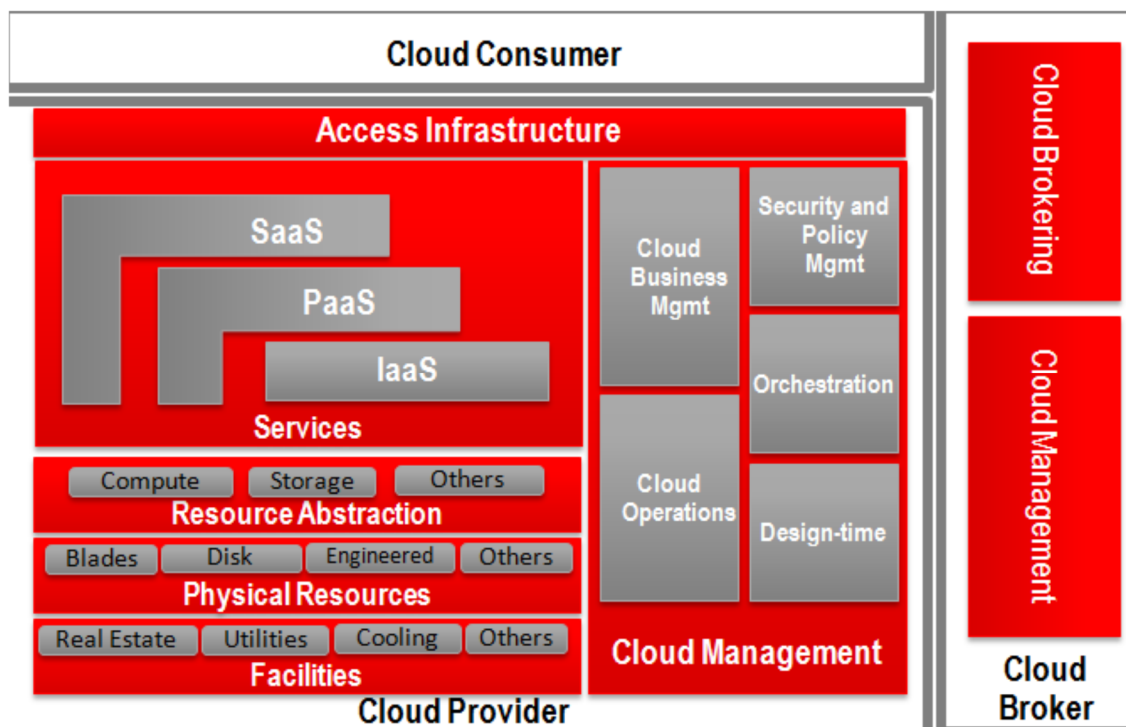 Cloud Consumer
Access Infrastructure
SaaS
PaaS
IaaS
Services
Compute
Storage
Others
Resource Abstraction
Blades
Disk
Engineered
Others
Physical Resources
Real Estate
Utilities
Cooling
Others
Facilities
Cloud
Business
Mgmt
Security and
Policy
Mgmt
Orchestration
Cloud
Operations
Design-time
Cloud Management
Cloud Provider
Cloud Brokering
Cloud Management
Cloud
Broker